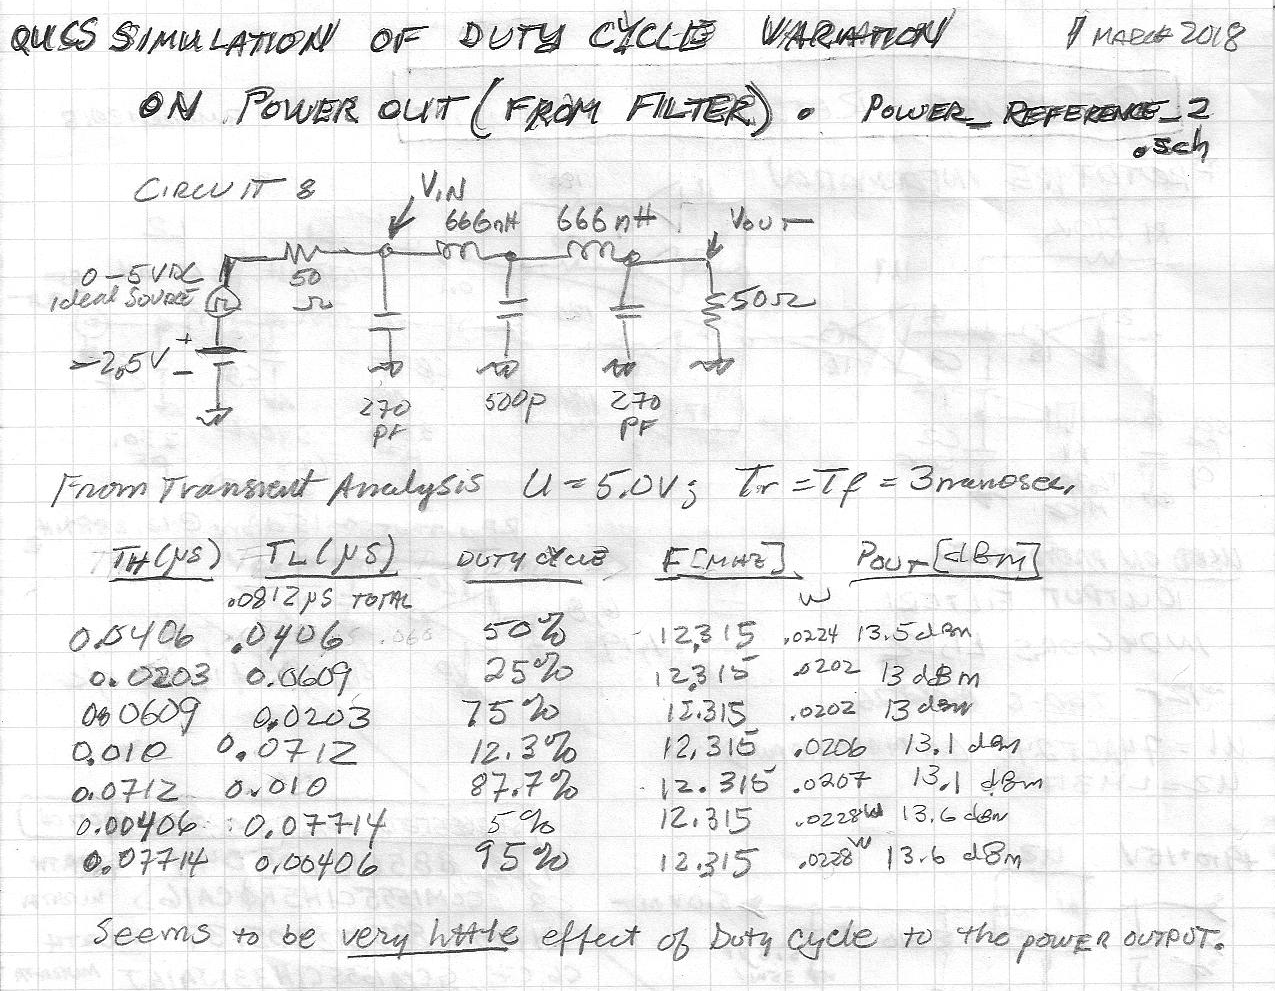 QUCS SIMULATION OF DUTY CYCLE VARIATION 1 MARCH 2018
ON POWER OUT (FROM FILTER). POWER_REFERENCE_2
.sch
CIRCUIT 8
VIN
666nH 666nH VOUT
0-5VDC
ideal SOURCE
50
Ω
50Ω
+
-2.5V
-
270
PF
500p
270
PF
From Transient Analysis U = 5.0V; Tr = Tf = 3 nanosec.
TH(µS) TL(µS) DUTY CYCLE F[MHZ] POUT [dBm]
.0812µS TOTAL W
0.0406 .0406 50% 12.315 .0224 13.5 dBm
0.0203 0.0609 25% 12.315 .0202 13 dBm
0.0609 0.0203 75% 12.315 .0202 13 dBm
0.010 0.0712 12.3% 12.315 .0206 13.1 dBm
0.0712 0.010 87.7% 12.315 .0207 13.1 dBm
0.00406 0.07714 5% 12.315 .0228W 13.6 dBm
0.07714 0.00406 95% 12.315 .0228W 13.6 dBm
Seems to be very little effect of Duty cycle to the POWER OUTPUT.